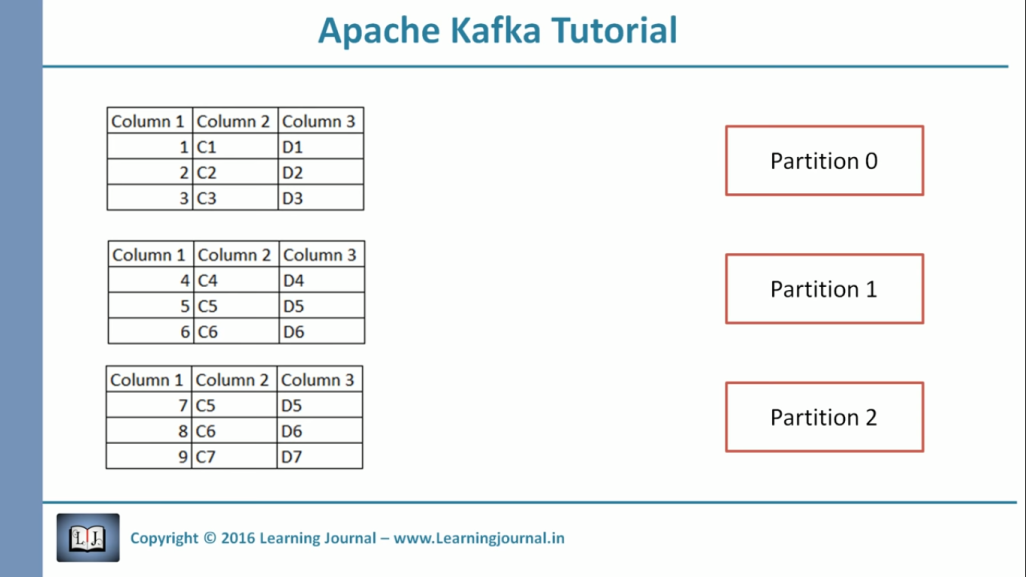 Apache Kafka Tutorial
Column 1 Column 2 Column 3
1 C1 D1
2 C2 D2
3 C3 D3
Partition 0
Column 1 Column 2 Column 3
4 C4 D4
5 C5 D5
6 C6 D6
Partition 1
Column 1 Column 2 Column 3
7 C5 D5
8 C6 D6
9 C7 D7
Partition 2
LJ
Copyright © 2016 Learning Journal – www.Learningjournal.in